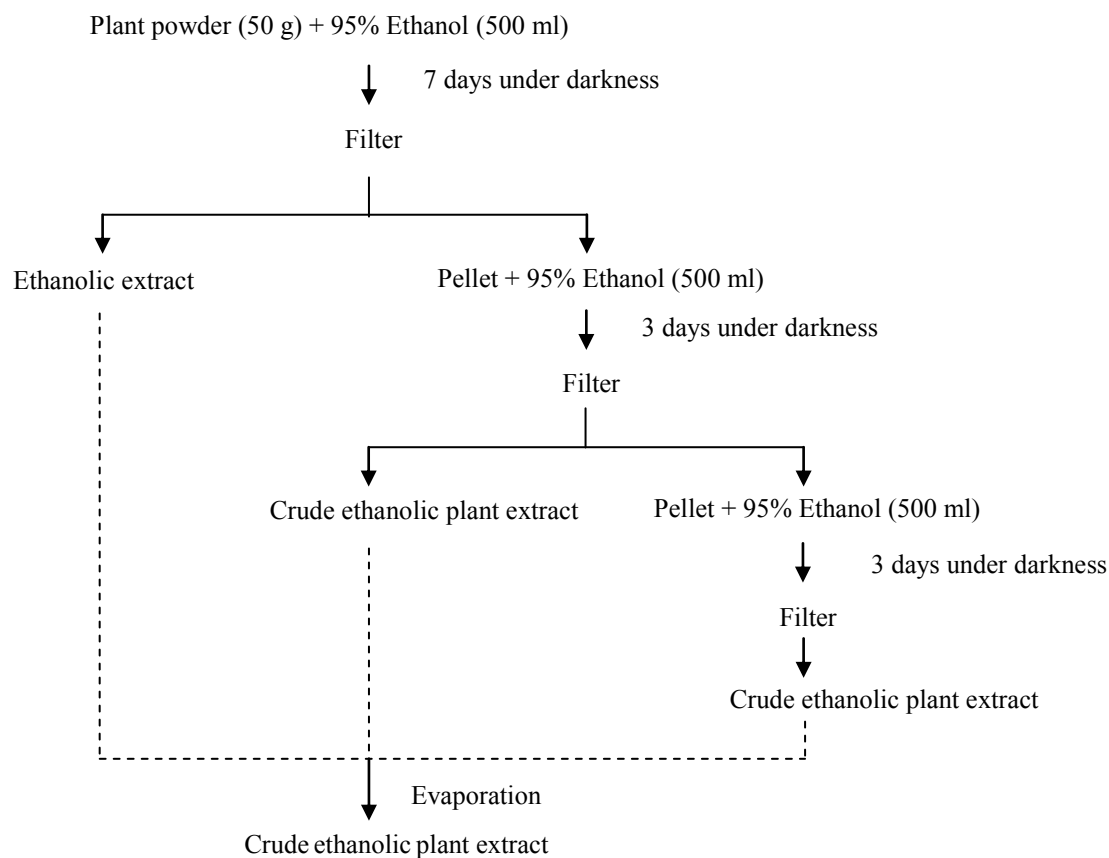 Plant powder (50 g) + 95% Ethanol (500 ml)
7 days under darkness
Filter
Ethanolic extract
Pellet + 95% Ethanol (500 ml)
3 days under darkness
Filter
Crude ethanolic plant extract
Pellet + 95% Ethanol (500 ml)
3 days under darkness
Filter
Crude ethanolic plant extract
Evaporation
Crude ethanolic plant extract